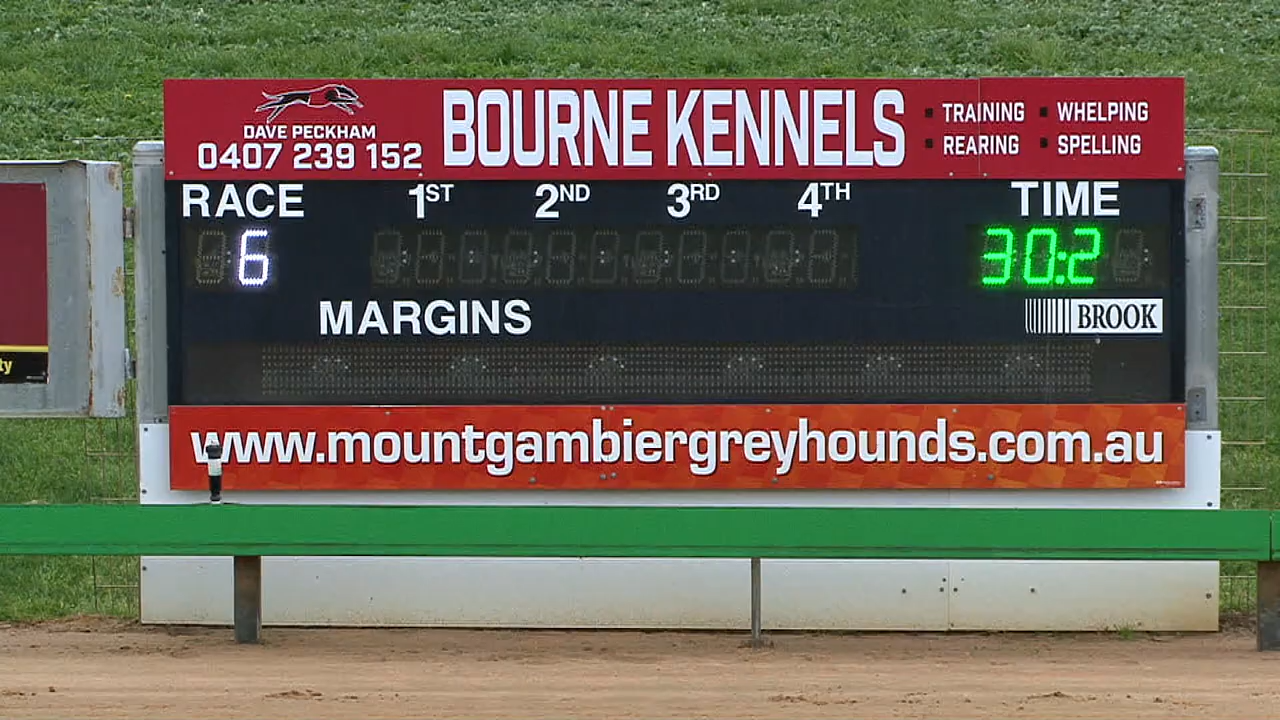 DAVE PECKHAM
0407 239 152
BOURNE KENNELS
TRAINING
WHELPING
REARING
SPELLING
RACE 1ST 2ND 3RD 4TH TIME
6 30:2
MARGINS
BROOK
ty
www.mountgambiergreyhounds.com.au